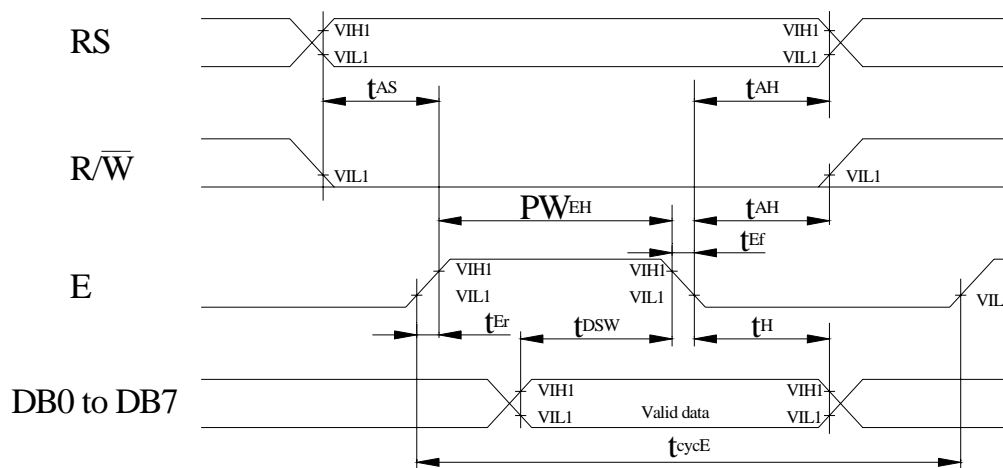 RS
VIH1 VIH1
VIL1 VIL1
tAS tAH
R/W̅
VIL1 VIL1
PWEH tAH
tEf
E
VIH1 VIH1
VIL1 VIL1 VIL
tEr tDSW tH
DB0 to DB7
VIH1 VIH1
VIL1 Valid data VIL1
tcycE